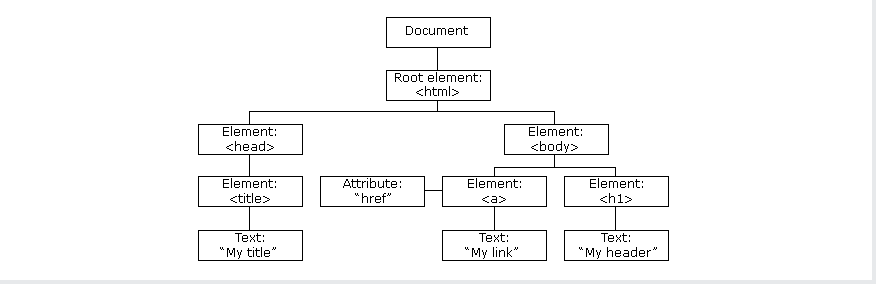 Document
Root element:
<html>
Element:
<head>
Element:
<body>
Element:
<title>
Attribute:
“href”
Element:
<a>
Element:
<h1>
Text:
“My title”
Text:
“My link”
Text:
“My header”